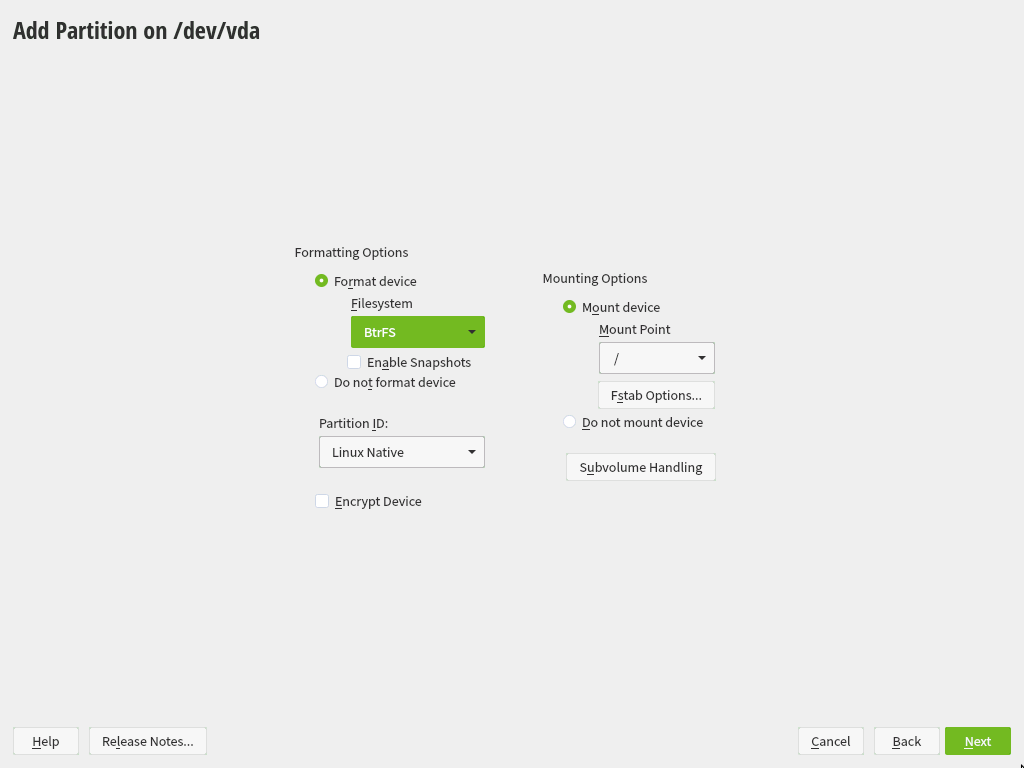 Add Partition on /dev/vda
Formatting Options
Format device
Filesystem
BtrFS
Enable Snapshots
Do not format device
Partition ID:
Linux Native
Encrypt Device
Mounting Options
Mount device
Mount Point
/
Fstab Options...
Do not mount device
Subvolume Handling
Help
Release Notes...
Cancel
Back
Next